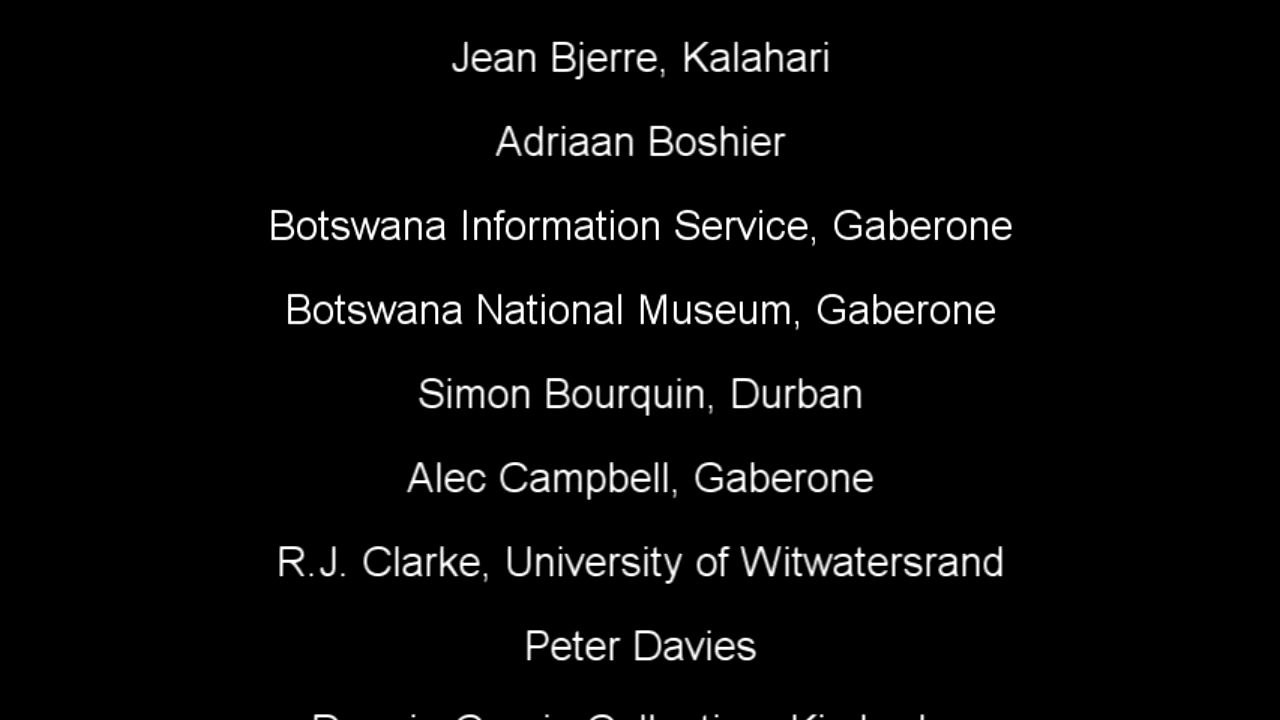 Jean Bjerre, Kalahari
Adriaan Boshier
Botswana Information Service, Gaberone
Botswana National Museum, Gaberone
Simon Bourquin, Durban
Alec Campbell, Gaberone
R.J. Clarke, University of Witwatersrand
Peter Davies